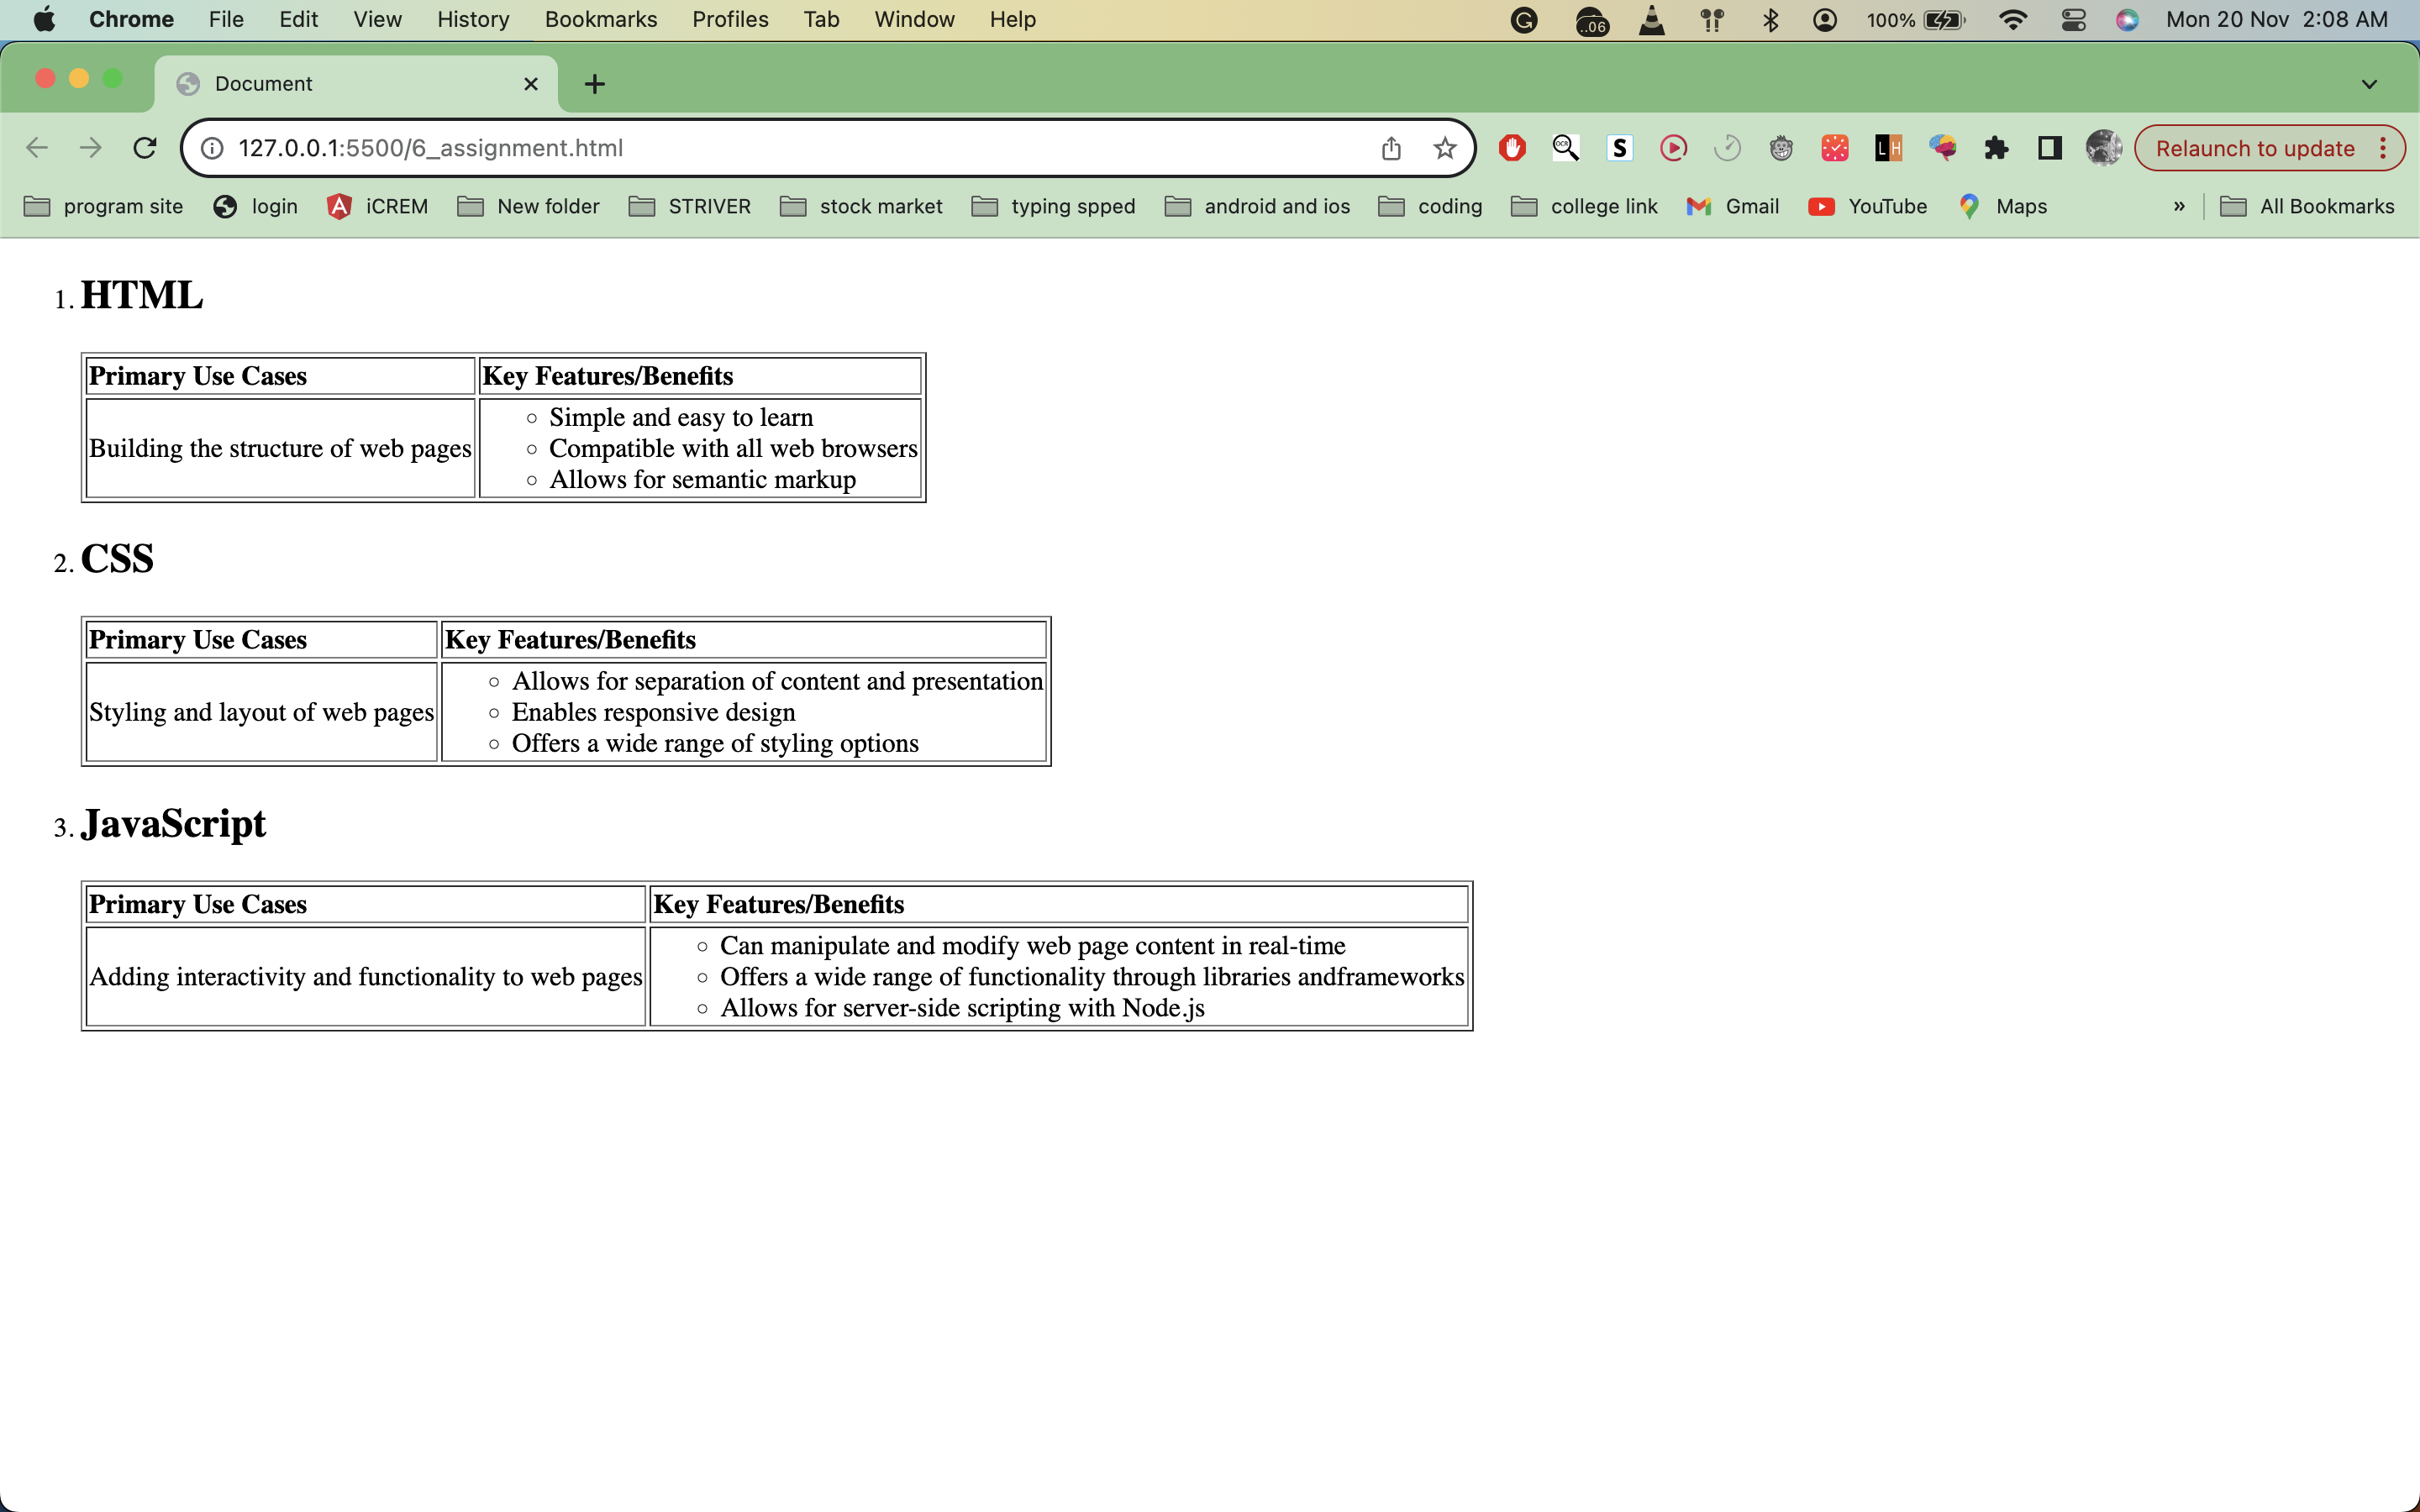 Chrome File Edit View History Bookmarks Profiles Tab Window Help ..06 100% Mon 20 Nov 2:08 AM
Document
127.0.0.1:5500/6_assignment.html OCR S LH Relaunch to update
program site login iCREM New folder STRIVER stock market typing spped android and ios coding college link Gmail YouTube Maps » All Bookmarks
1. HTML
Primary Use Cases Key Features/Benefits
Building the structure of web pages
Simple and easy to learn
Compatible with all web browsers
Allows for semantic markup
2. CSS
Primary Use Cases Key Features/Benefits
Styling and layout of web pages
Allows for separation of content and presentation
Enables responsive design
Offers a wide range of styling options
3. JavaScript
Primary Use Cases Key Features/Benefits
Adding interactivity and functionality to web pages
Can manipulate and modify web page content in real-time
Offers a wide range of functionality through libraries andframeworks
Allows for server-side scripting with Node.js